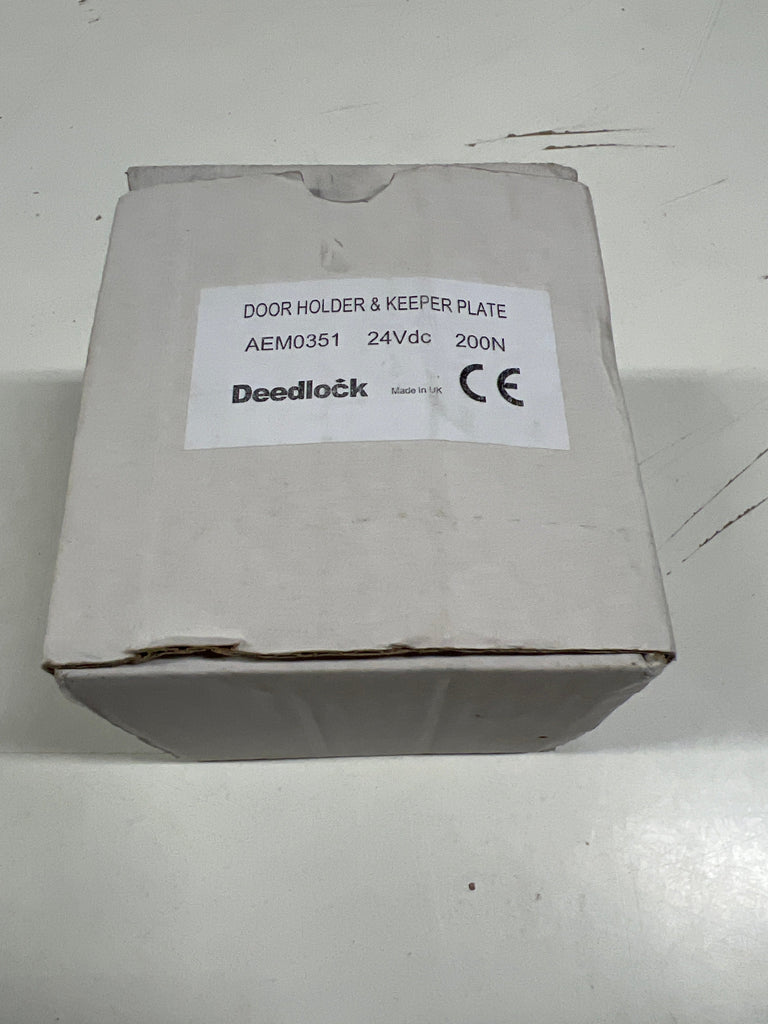 DOOR HOLDER & KEEPER PLATE
AEM0351 24Vdc 200N
Deedlock Made in UK CE